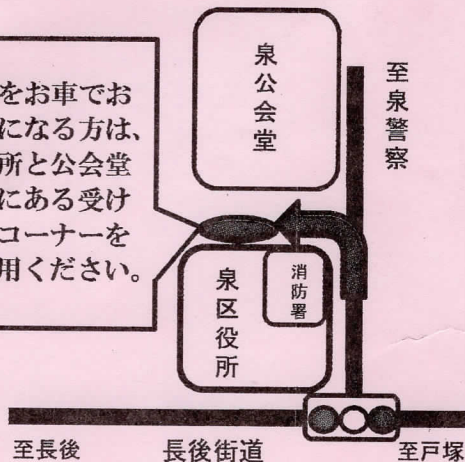 をお車でお
になる方は、
所と公会堂
にある受け
コーナーを
用ください。
泉公会堂
至泉警察
消防署
泉区役所
至長後
長後街道
至戸塚